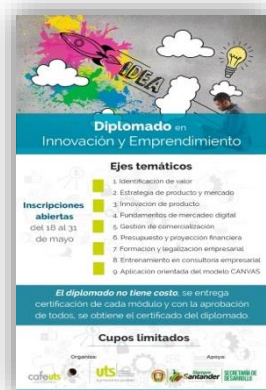 IDEA
Diplomado en
Innovación y Emprendimiento
Ejes temáticos
Inscripciones
abiertas
del 18 al 31
de mayo
1. Identificación de valor
2. Estrategia de producto y mercado
3. Innovación de producto
4. Fundamentos de mercadeo digital
5. Gestión de comercialización
6. Presupuesto y proyección financiera
7. Formación y legalización empresarial
8. Entrenamiento en consultoría empresarial
9. Aplicación orientada del modelo CANVAS
El diplomado no tiene costo, se entrega
certificación de cada módulo y con la aprobación
de todos, se obtiene el certificado del diplomado.
Cupos limitados
Organiza:
Apoya:
cafeuts
uts
Santander
SECRETARÍA DE
DESARROLLO